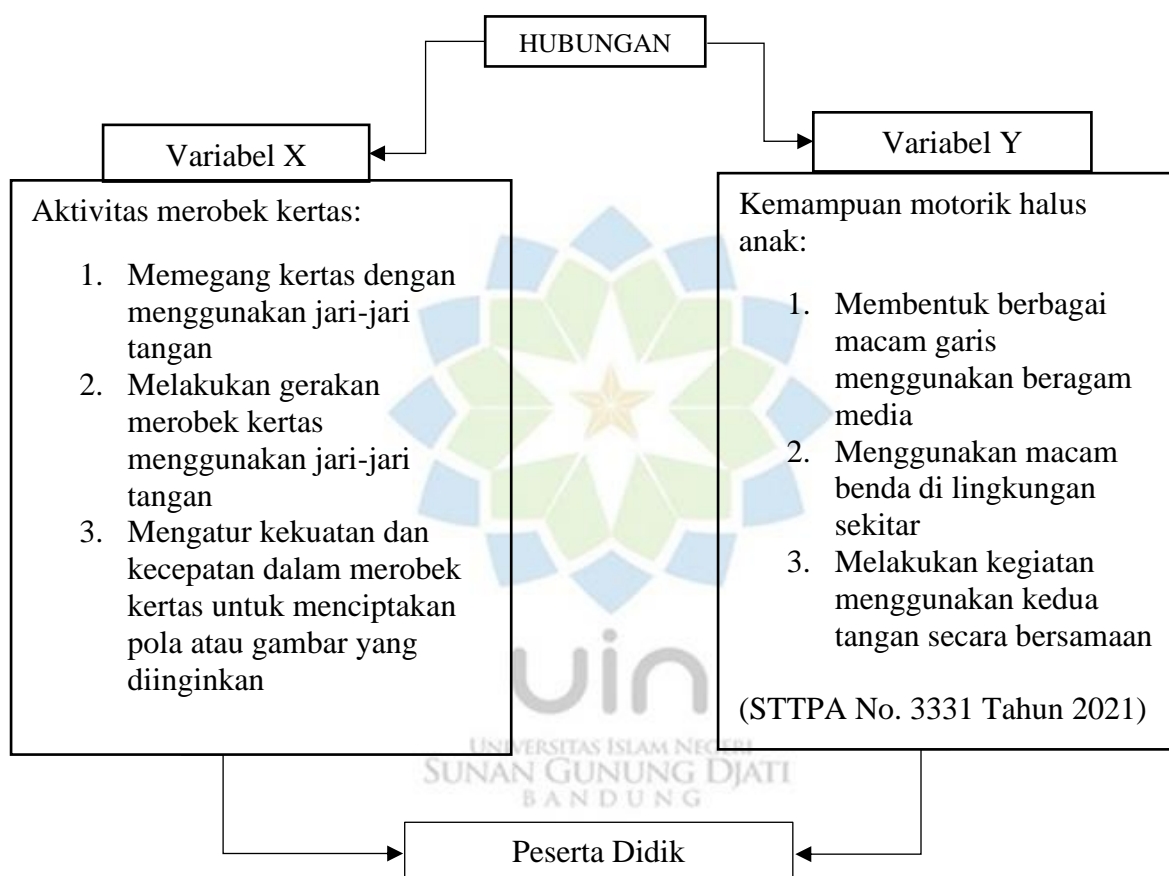 HUBUNGAN
Variabel X
Variabel Y
Aktivitas merobek kertas:
1. Memegang kertas dengan
menggunakan jari-jari
tangan
2. Melakukan gerakan
merobek kertas
menggunakan jari-jari
tangan
3. Mengatur kekuatan dan
kecepatan dalam merobek
kertas untuk menciptakan
pola atau gambar yang
diinginkan
Kemampuan motorik halus
anak:
1. Membentuk berbagai
macam garis
menggunakan beragam
media
2. Menggunakan macam
benda di lingkungan
sekitar
3. Melakukan kegiatan
menggunakan kedua
tangan secara bersamaan
(STTPA No. 3331 Tahun 2021)
uin
UNIVERSITAS ISLAM NEGERI
SUNAN GUNUNG DJATI
BANDUNG
Peserta Didik